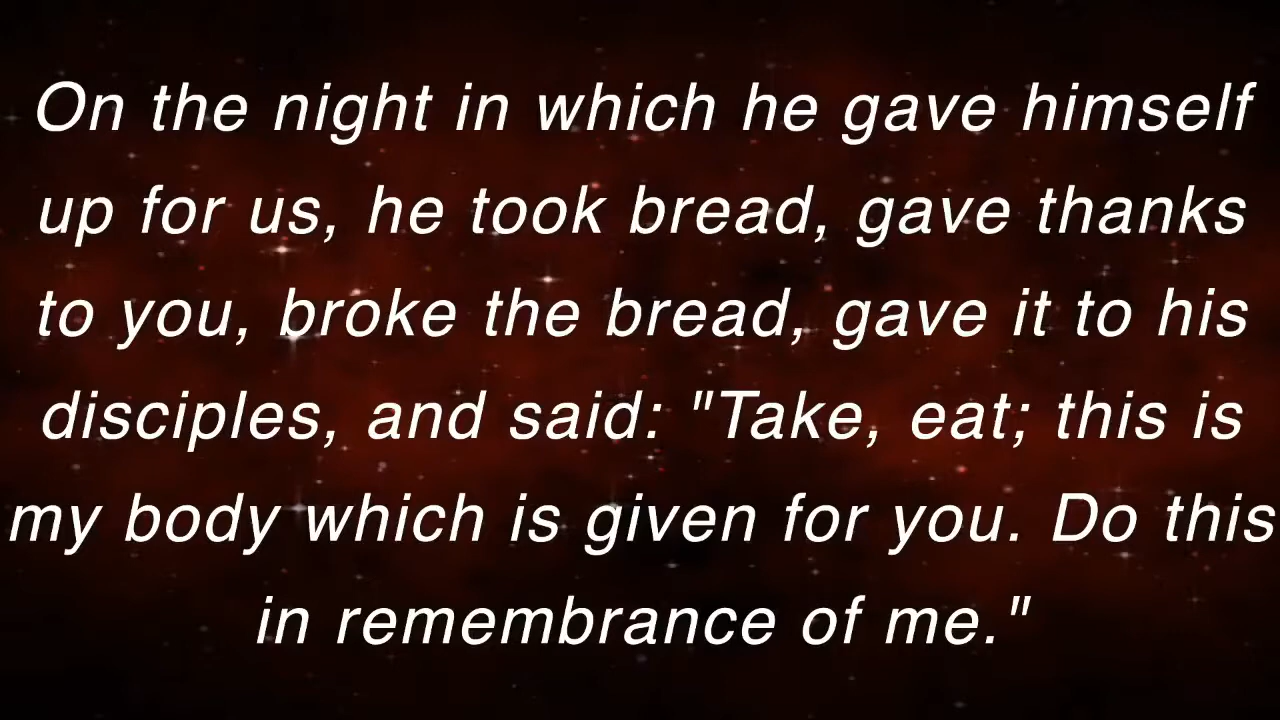 On the night in which he gave himself
up for us, he took bread, gave thanks
to you, broke the bread, gave it to his
disciples, and said: "Take, eat; this is
my body which is given for you. Do this
in remembrance of me."